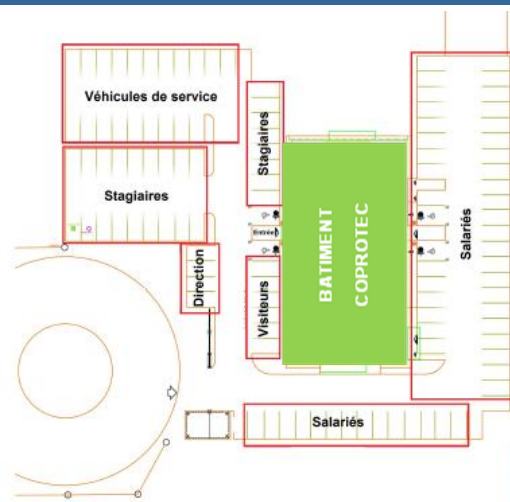 Véhicules de service
Stagiaires
Stagiaires
Entrée
Direction
Visiteurs
BATIMENT
COPROTEC
Salariés
Salariés